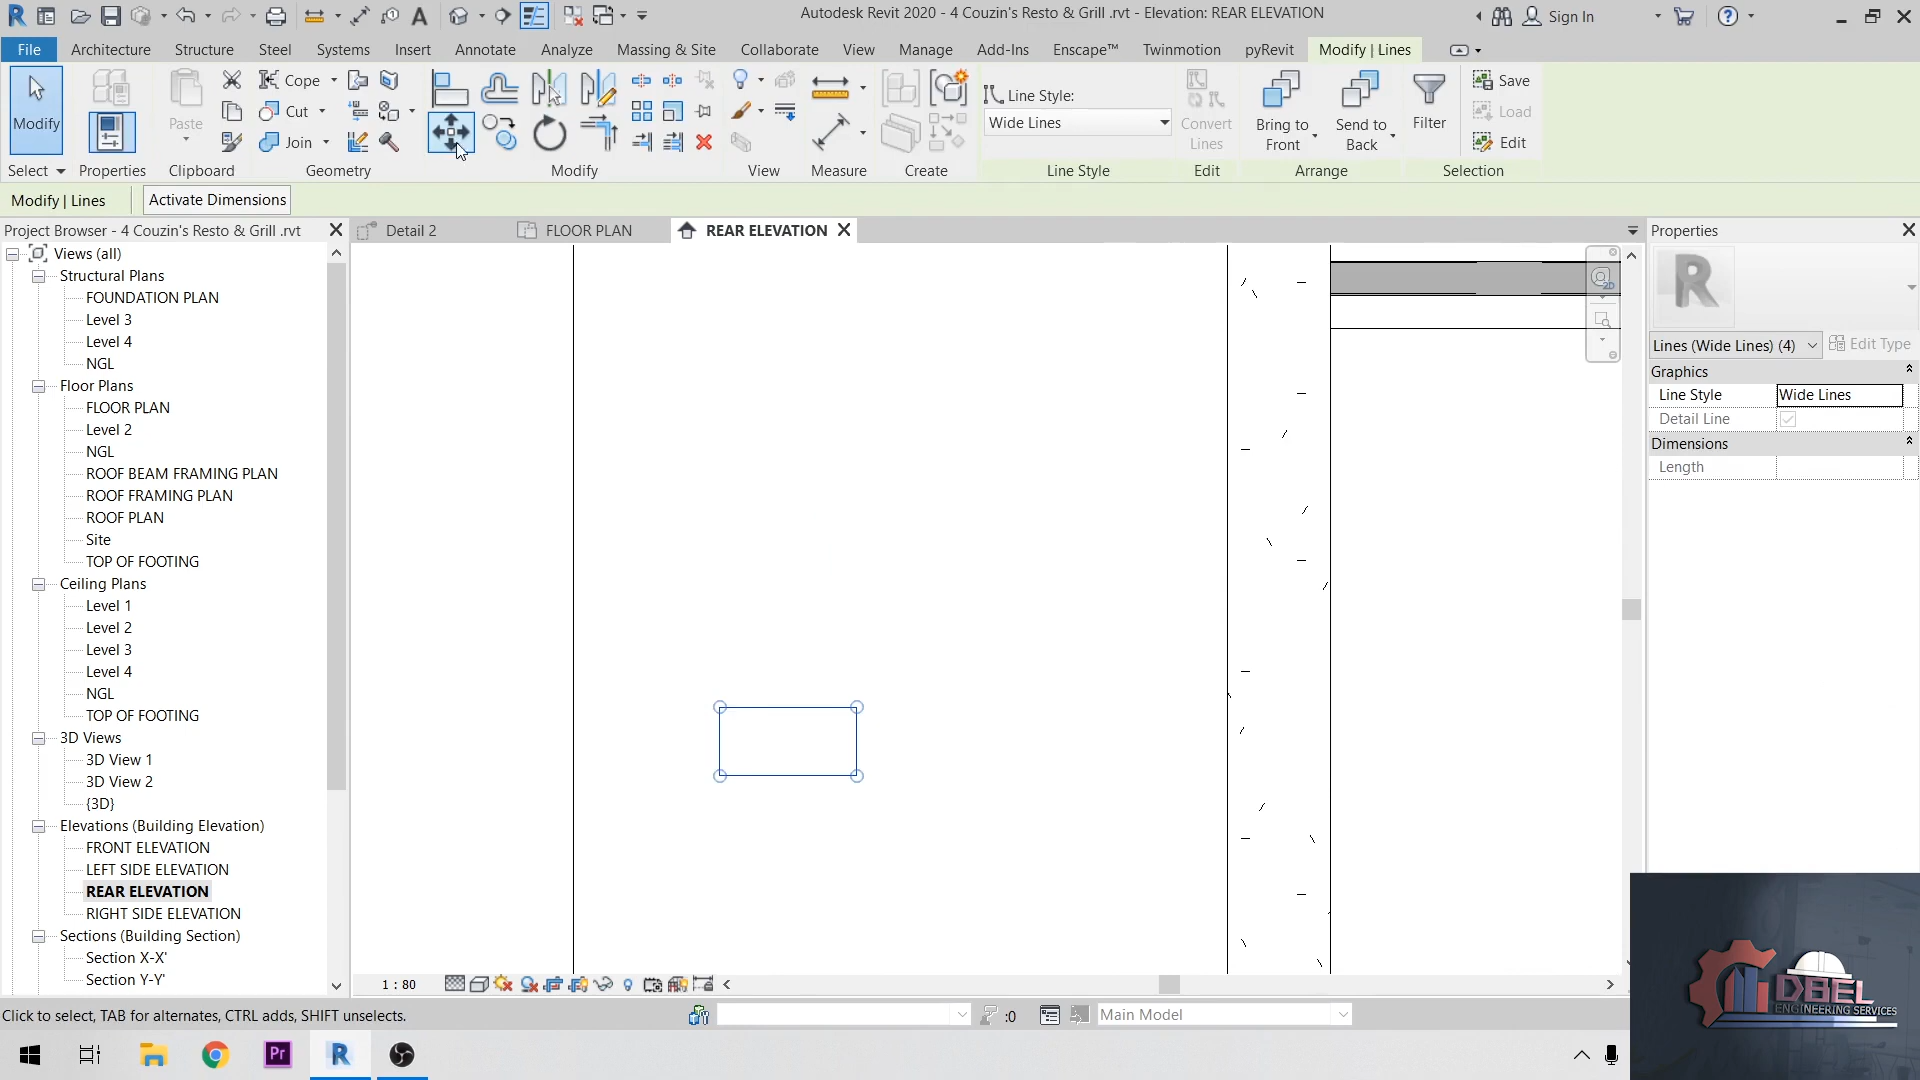 Autodesk Revit 2020 - 4 Couzin's Resto & Grill .rvt - Elevation: REAR ELEVATION
Sign In
File
Architecture
Structure
Steel
Systems
Insert
Annotate
Analyze
Massing & Site
Collaborate
View
Manage
Add-Ins
Enscape™
Twinmotion
pyRevit
Modify | Lines
Modify
Paste
Cope
Cut
Join
Line Style:
Wide Lines
Convert
Lines
Bring to
Front
Send to
Back
Filter
Save
Load
Edit
Select
Properties
Clipboard
Geometry
Modify
View
Measure
Create
Line Style
Edit
Arrange
Selection
Modify | Lines
Activate Dimensions
Project Browser - 4 Couzin's Resto & Grill .rvt
Detail 2
FLOOR PLAN
REAR ELEVATION
Properties
Views (all)
Structural Plans
FOUNDATION PLAN
Level 3
Level 4
NGL
Floor Plans
FLOOR PLAN
Level 2
NGL
ROOF BEAM FRAMING PLAN
ROOF FRAMING PLAN
ROOF PLAN
Site
TOP OF FOOTING
Ceiling Plans
Level 1
Level 2
Level 3
Level 4
NGL
TOP OF FOOTING
3D Views
3D View 1
3D View 2
{3D}
Elevations (Building Elevation)
FRONT ELEVATION
LEFT SIDE ELEVATION
REAR ELEVATION
RIGHT SIDE ELEVATION
Sections (Building Section)
Section X-X'
Section Y-Y'
2D
R
Lines (Wide Lines) (4)
Edit Type
Graphics
Line Style
Wide Lines
Detail Line
Dimensions
Length
1 : 80
Click to select, TAB for alternates, CTRL adds, SHIFT unselects.
:0
Main Model
Pr
R
DBEL
ENGINEERING SERVICES